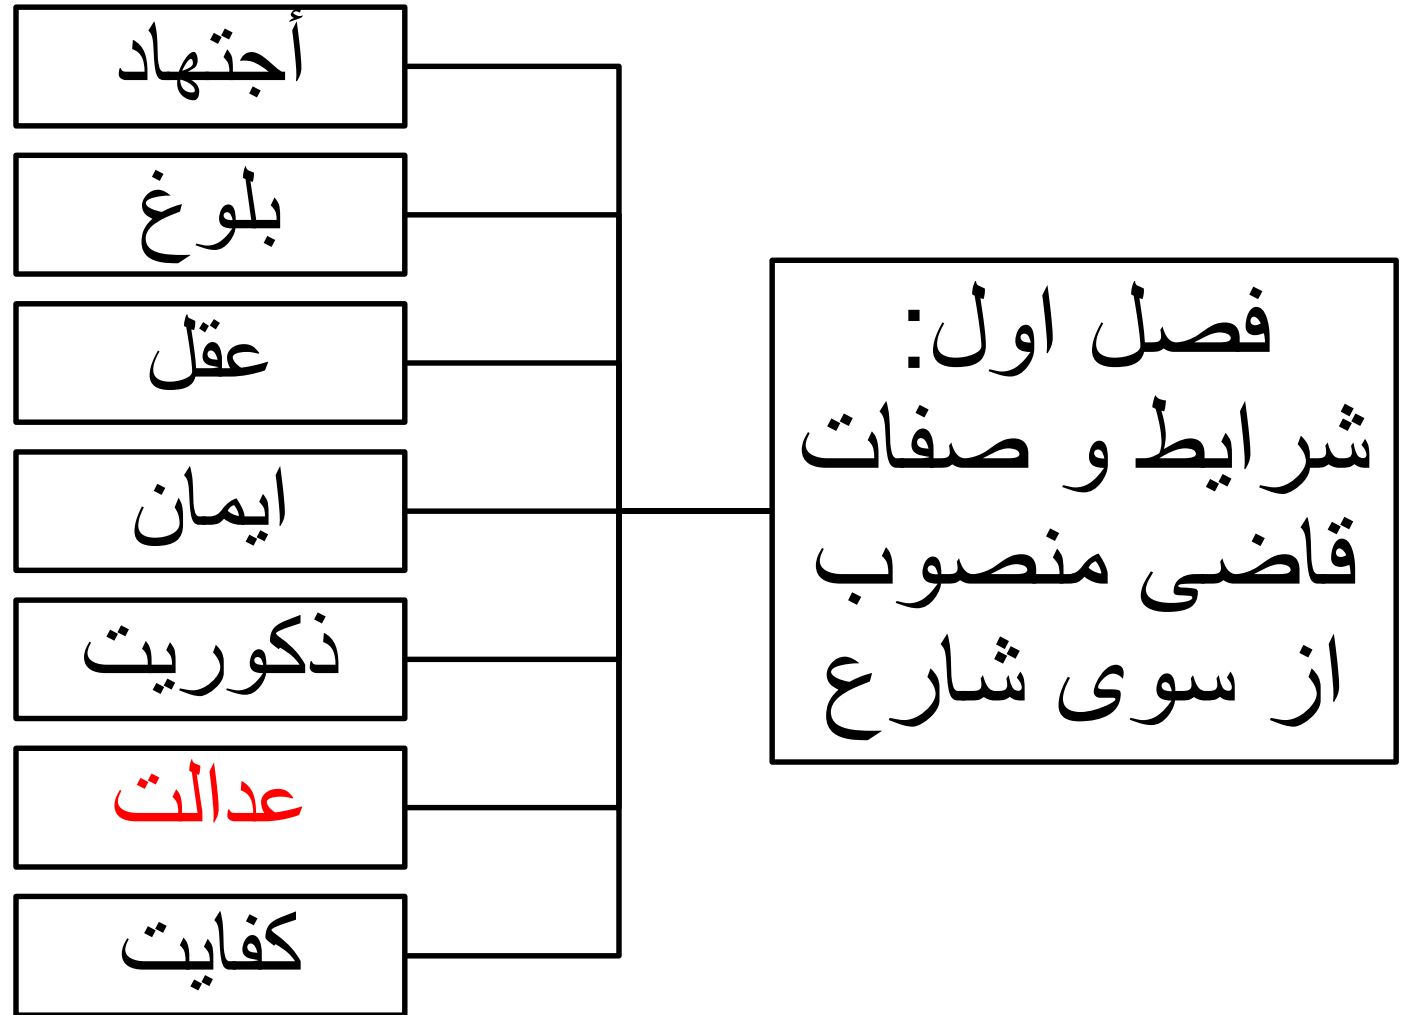 فصل اول:
شرایط و صفات
قاضی منصوب
از سوی شارع
أجتهاد
بلوغ
عقل
ایمان
ذکوریت
عدالت
کفایت